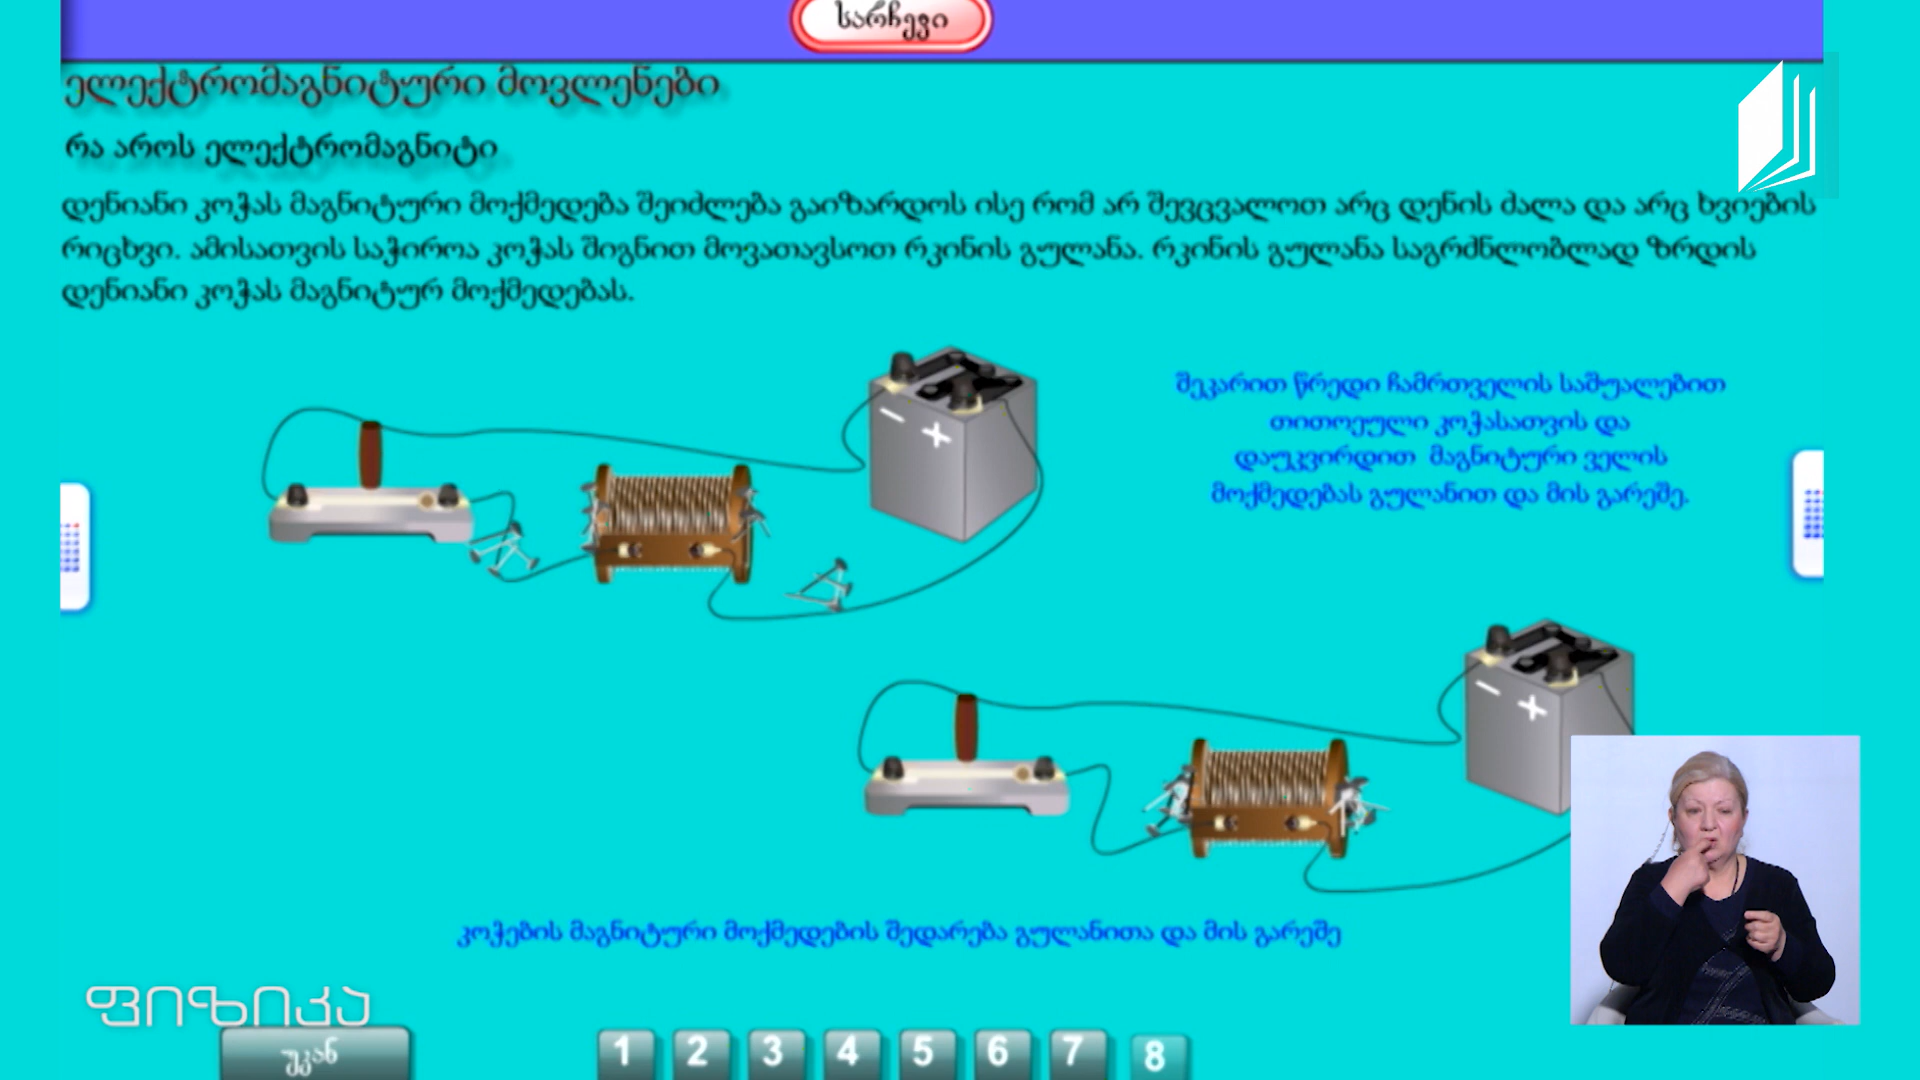 სარჩევი
ელექტრომაგნიტური მოვლენები
რა აროს ელექტრომაგნიტი
დენიანი კოჭას მაგნიტური მოქმედება შეიძლება გაიზარდოს ისე რომ არ შევცვალოთ არც დენის ძალა და არც ხვიების
რიცხვი. ამისათვის საჭიროა კოჭას შიგნით მოვათავსოთ რკინის გულანა. რკინის გულანა საგრძნლობლად ზრდის
დენიანი კოჭას მაგნიტურ მოქმედებას.
შეკარით წრედი ჩამრთველის საშუალებით
თითოეული კოჭასათვის და
დაუკვირდით მაგნიტური ველის
მოქმედებას გულანით და მის გარეშე.
− +
− +
კოჭების მაგნიტური მოქმედების შედარება გულანითა და მის გარეშე
ფიზიკა
უკან
1 2 3 4 5 6 7 8